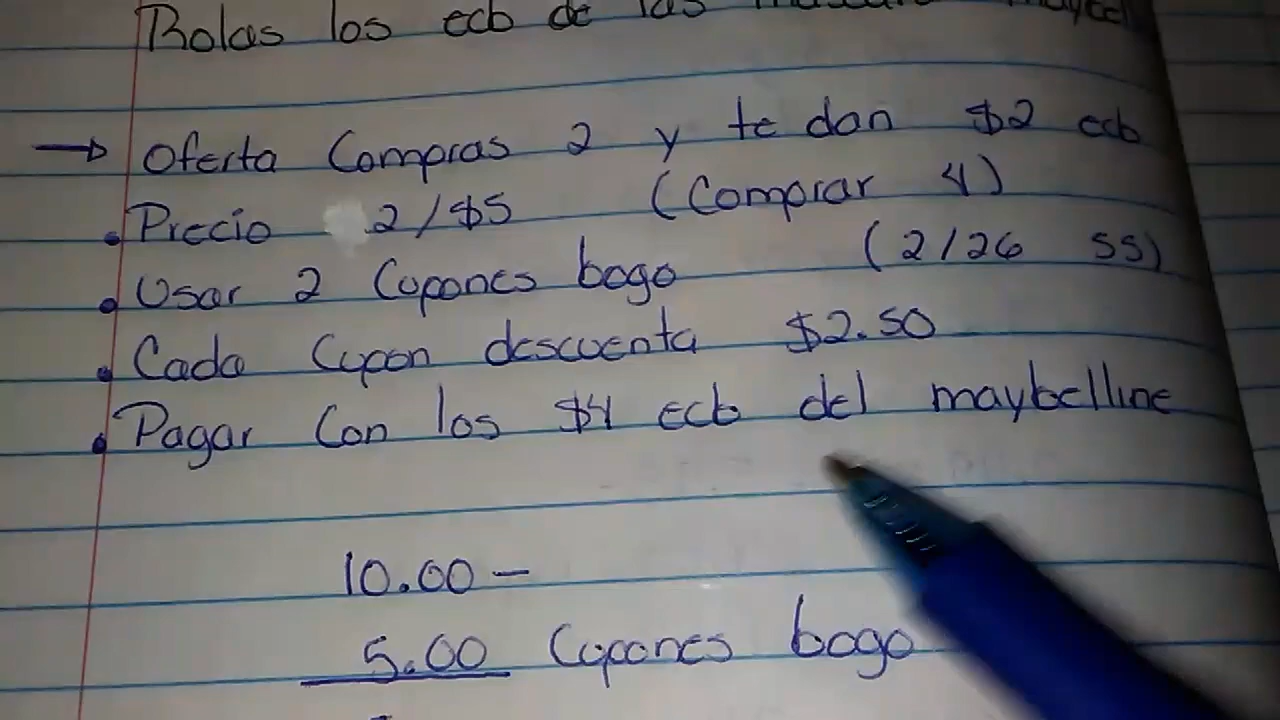 Rolas los ecb de las
→ Oferta Compras 2 y te dan $2 ecb
• Precio 2/$5 (Comprar 4)
• Usar 2 Cupones bogo (2/26 SS)
• Cada Cupon descuenta $2.50
• Pagar Con los $4 ecb del maybelline
10.00 –
5.00 Cupones bogo